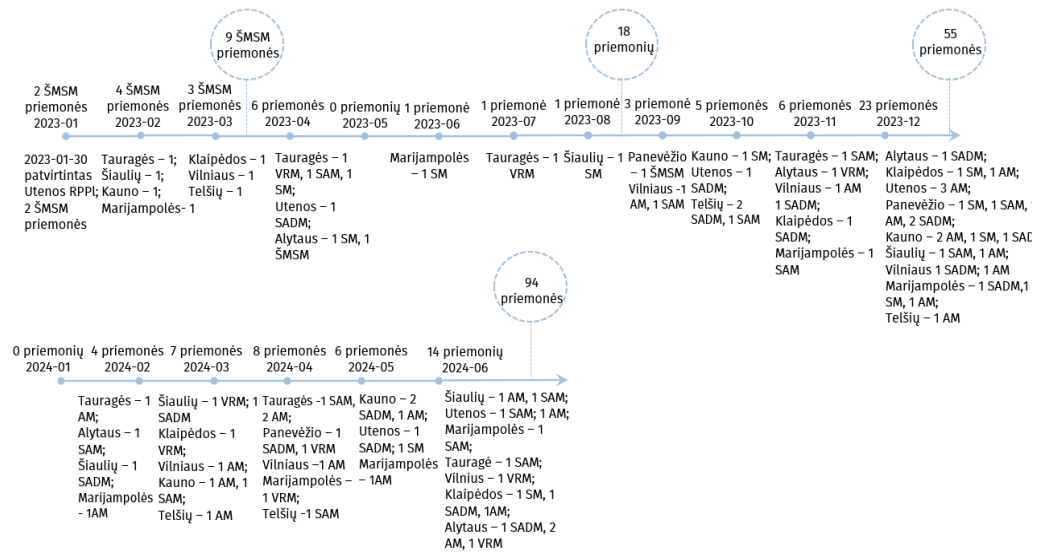 9 ŠMSM
priemonės
18
priemonių
55
priemonės
2 ŠMSM
priemonės
2023-01
4 ŠMSM
priemonės
2023-02
3 ŠMSM
priemonės
2023-03
6 priemonės
2023-04
0 priemonių
2023-05
1 priemonė
2023-06
1 priemonė
2023-07
1 priemonė
2023-08
3 priemonė
2023-09
5 priemonės
2023-10
6 priemonės
2023-11
23 priemonės
2023-12
2023-01-30
patvirtintas
Utenos RPPl;
2 ŠMSM
priemonės
Tauragės – 1;
Šiaulių – 1;
Kauno – 1;
Marijampolės- 1
Klaipėdos – 1
Vilniaus – 1
Telšių – 1
Tauragės – 1
VRM, 1 SAM, 1
SM;
Utenos – 1
SADM;
Alytaus – 1 SM, 1
ŠMSM
Marijampolės
– 1 SM
Tauragės – 1
VRM
Šiaulių – 1
SM
Panevėžio
– 1 ŠMSM
Vilniaus -1
AM, 1 SAM
Kauno – 1 SM;
Utenos – 1
SADM;
Telšių – 2
SADM, 1 SAM
Tauragės – 1 SAM;
Alytaus – 1 VRM;
Vilniaus – 1 AM
1 SADM;
Klaipėdos – 1
SADM;
Marijampolės – 1
SAM
Alytaus – 1 SADM;
Klaipėdos – 1 SM, 1 AM;
Utenos – 3 AM;
Panevėžio – 1 SM, 1 SAM,
AM, 2 SADM;
Kauno – 2 AM, 1 SM, 1 SAD
Šiaulių – 1 SAM, 1 AM;
Vilniaus 1 SADM; 1 AM
Marijampolės – 1 SADM,1
SM, 1 AM;
Telšių – 1 AM
94
priemonės
0 priemonių
2024-01
4 priemonės
2024-02
7 priemonės
2024-03
8 priemonės
2024-04
6 priemonės
2024-05
14 priemonių
2024-06
Tauragės – 1
AM;
Alytaus – 1
SAM;
Šiaulių – 1
SADM;
Marijampolės
- 1AM
Šiaulių – 1 VRM; 1
SADM
Klaipėdos – 1
VRM;
Vilniaus – 1 AM;
Kauno – 1 AM, 1
SAM;
Telšių – 1 AM
Tauragės -1 SAM,
2 AM;
Panevėžio – 1
SADM, 1 VRM
Vilniaus –1 AM
Marijampolės –
1 VRM;
Telšių -1 SAM
Kauno – 2
SADM, 1 AM;
Utenos – 1
SADM; 1 SM
Marijampolės
– 1AM
Šiaulių – 1 AM, 1 SAM;
Utenos – 1 SAM; 1 AM;
Marijampolės – 1
SAM;
Tauragė – 1 SAM;
Vilnius – 1 VRM;
Klaipėdos – 1 SM, 1
SADM, 1AM;
Alytaus – 1 SADM, 2
AM, 1 VRM